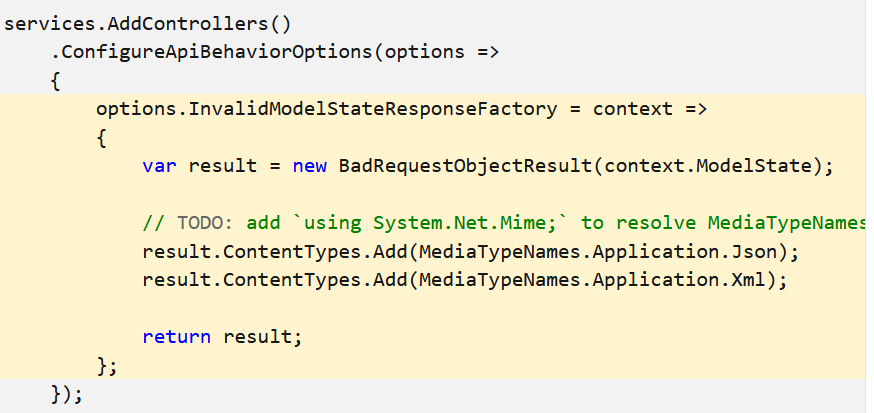 services.AddControllers()
    .ConfigureApiBehaviorOptions(options =>
    {
        options.InvalidModelStateResponseFactory = context =>
        {
            var result = new BadRequestObjectResult(context.ModelState);

            // TODO: add `using System.Net.Mime;` to resolve MediaTypeNames
            result.ContentTypes.Add(MediaTypeNames.Application.Json);
            result.ContentTypes.Add(MediaTypeNames.Application.Xml);

            return result;
        };
    });